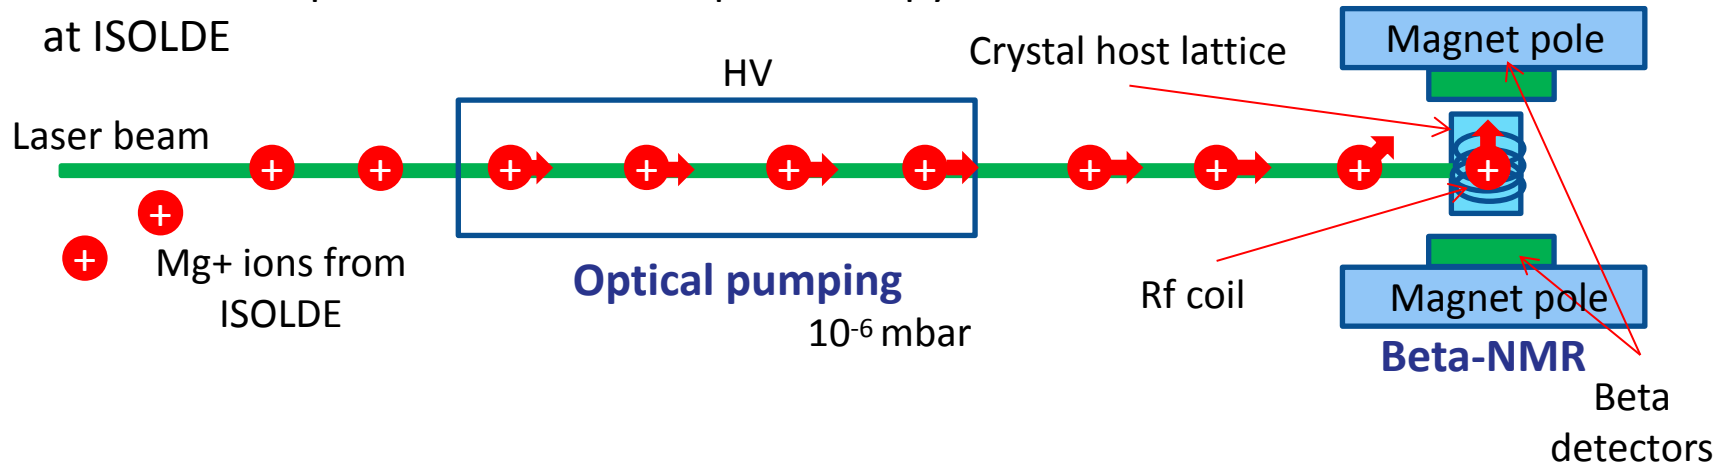 at ISOLDE
Laser beam
HV
Crystal host lattice
Magnet pole
+ + + + + + + + + +
+
+
Mg+ ions from
ISOLDE
Optical pumping
10⁻⁶ mbar
Rf coil
Magnet pole
Beta-NMR
Beta
detectors